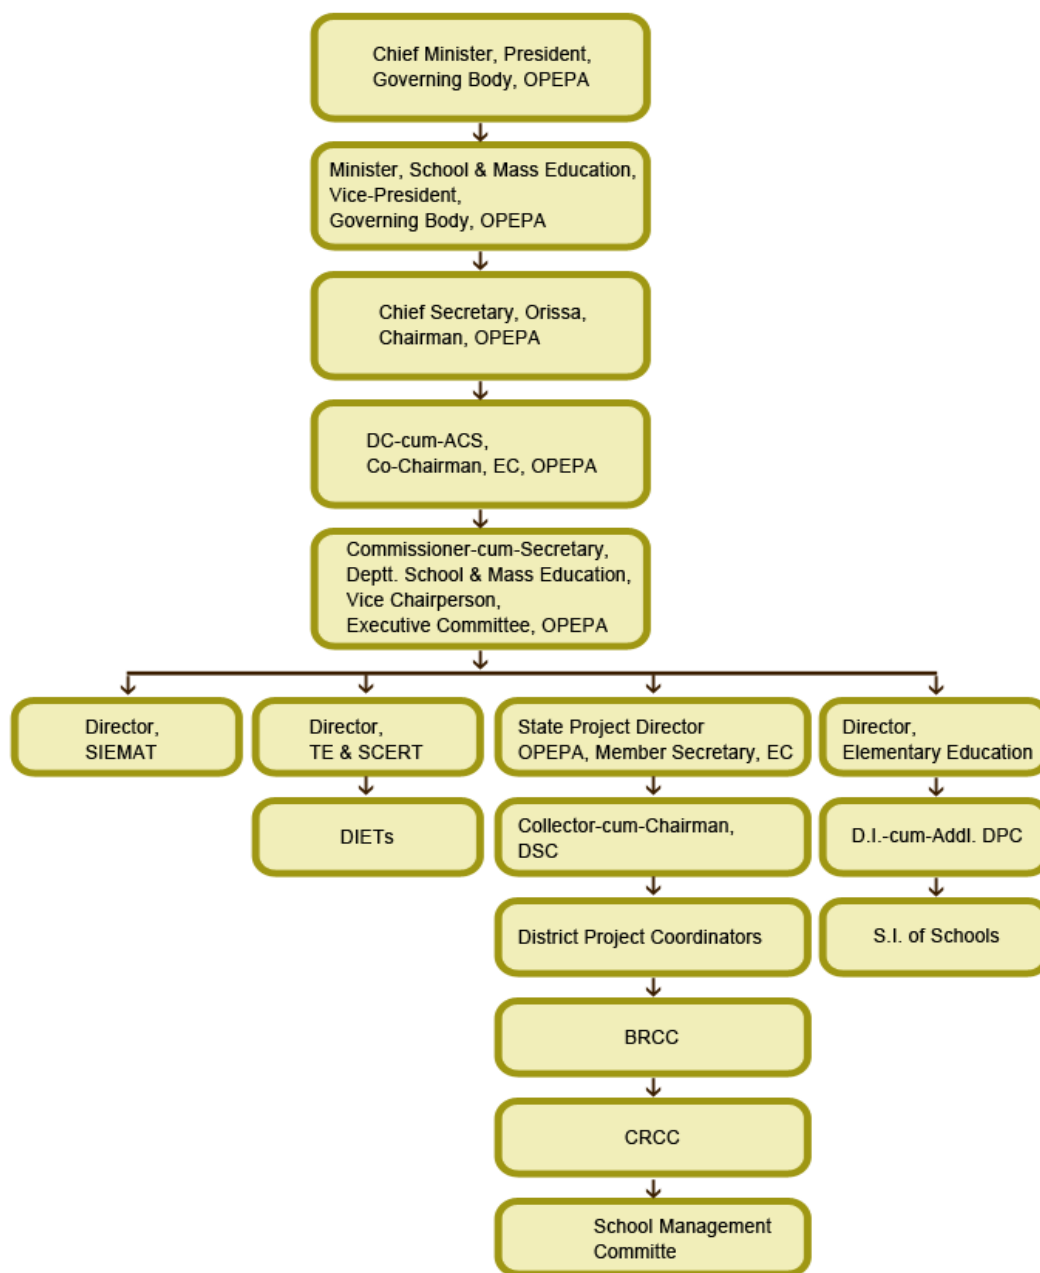 Chief Minister, President,
Governing Body, OPEPA
Minister, School & Mass Education,
Vice-President,
Governing Body, OPEPA
Chief Secretary, Orissa,
Chairman, OPEPA
DC-cum-ACS,
Co-Chairman, EC, OPEPA
Commissioner-cum-Secretary,
Deptt. School & Mass Education,
Vice Chairperson,
Executive Committee, OPEPA
Director,
SIEMAT
Director,
TE & SCERT
State Project Director
OPEPA, Member Secretary, EC
Director,
Elementary Education
DIETs
Collector-cum-Chairman,
DSC
D.I.-cum-Addl. DPC
District Project Coordinators
S.I. of Schools
BRCC
CRCC
School Management
Committe